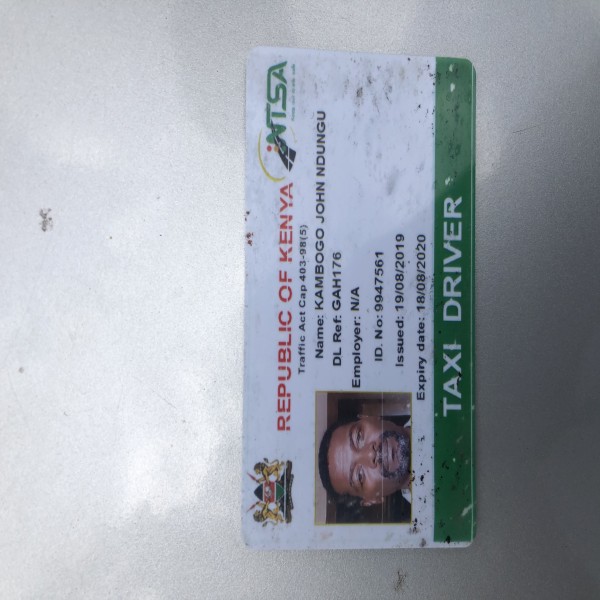 NTSA
REPUBLIC OF KENYA
Traffic Act Cap 403-98(5)
Name: KAMBOGO JOHN NDUNGU
DL Ref: GAH176
Employer: N/A
ID. No: 9947561
Issued: 19/08/2019
Expiry date: 18/08/2020
TAXI DRIVER